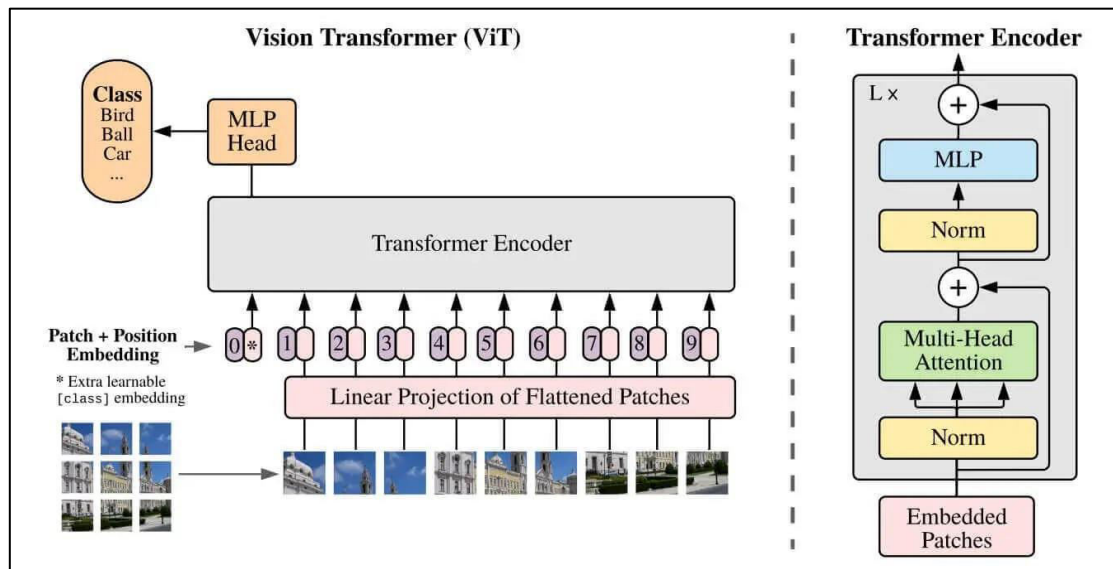 Vision Transformer (ViT)
Class
Bird
Ball
Car
...
MLP
Head
Transformer Encoder
Patch + Position
Embedding
0 * 1 2 3 4 5 6 7 8 9
* Extra learnable
[class] embedding
Linear Projection of Flattened Patches
Transformer Encoder
L ×
+
MLP
Norm
+
Multi-Head
Attention
Norm
Embedded
Patches